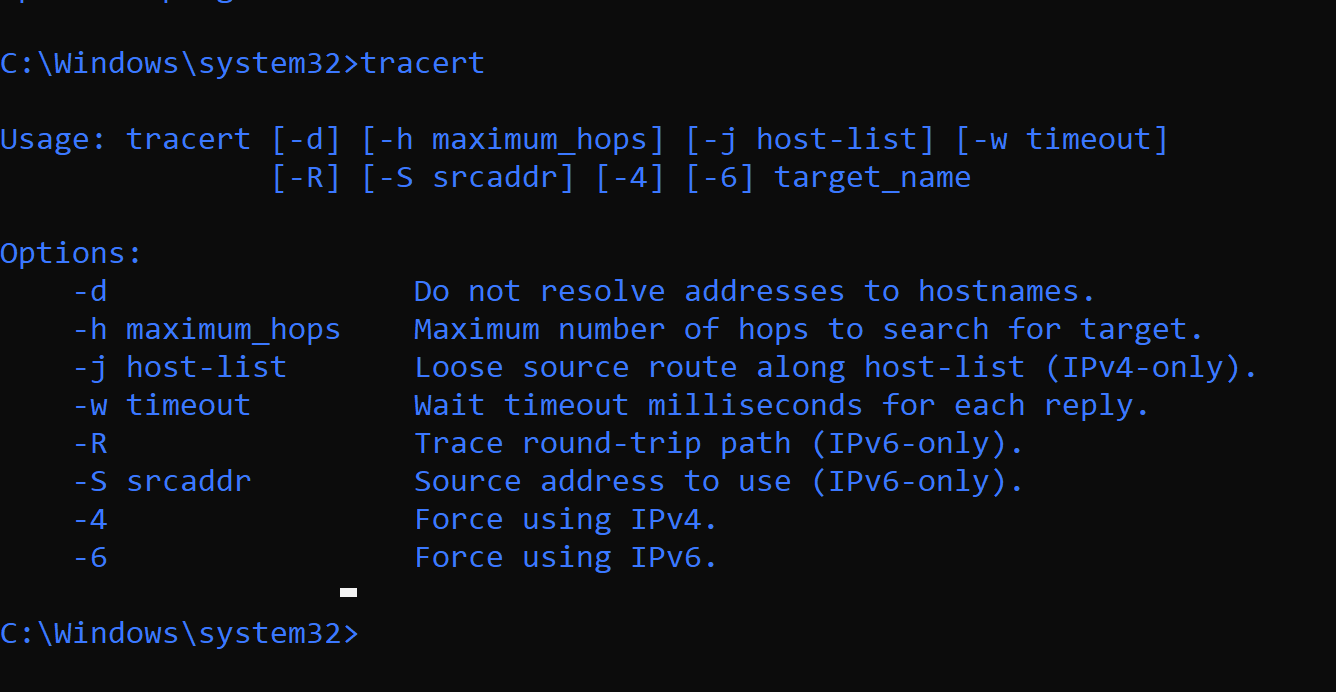 C:\Windows\system32>tracert
Usage: tracert [-d] [-h maximum_hops] [-j host-list] [-w timeout]
               [-R] [-S srcaddr] [-4] [-6] target_name
Options:
    -d                 Do not resolve addresses to hostnames.
    -h maximum_hops    Maximum number of hops to search for target.
    -j host-list       Loose source route along host-list (IPv4-only).
    -w timeout         Wait timeout milliseconds for each reply.
    -R                 Trace round-trip path (IPv6-only).
    -S srcaddr         Source address to use (IPv6-only).
    -4                 Force using IPv4.
    -6                 Force using IPv6.
C:\Windows\system32>